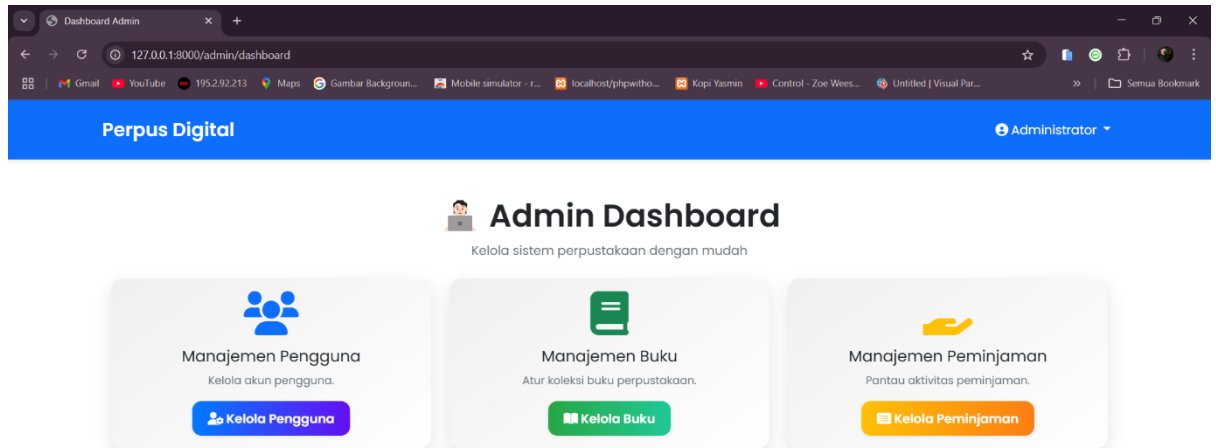 Dashboard Admin
127.0.0.1:8000/admin/dashboard
Gmail YouTube 195.2.92.213 Maps Gambar Backgroun... Mobile simulator - r... localhost/phpwitho... Kopi Yasmin Control - Zoe Wees... Untitled | Visual Par... » Semua Bookmark
Perpus Digital Administrator
Admin Dashboard
Kelola sistem perpustakaan dengan mudah
Manajemen Pengguna Manajemen Buku Manajemen Peminjaman
Kelola akun pengguna. Atur koleksi buku perpustakaan. Pantau aktivitas peminjaman.
Kelola Pengguna Kelola Buku Kelola Peminjaman